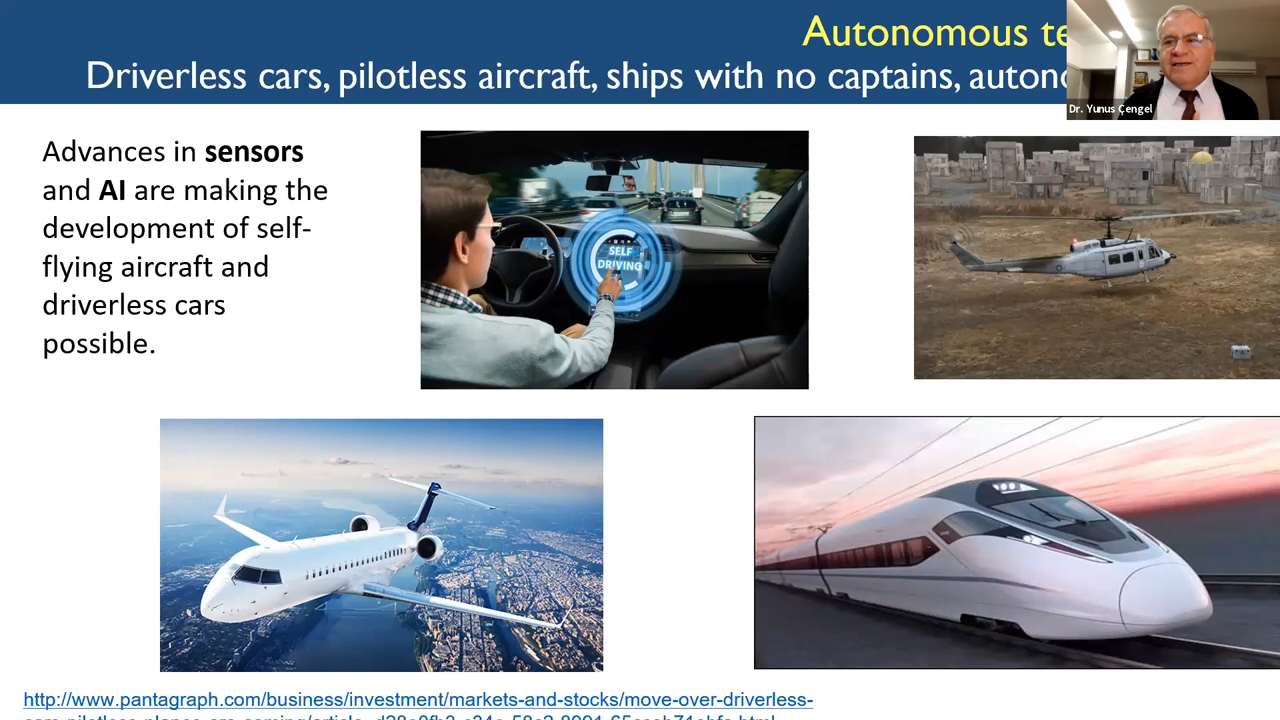 Autonomous
Driverless cars, pilotless aircraft, ships with no captains,
Dr. Yunus Çengel
Advances in sensors
and AI are making the
development of self-
flying aircraft and
driverless cars
possible.
SELF
DRIVING
http://www.pantagraph.com/business/investment/markets-and-stocks/move-over-driverless-